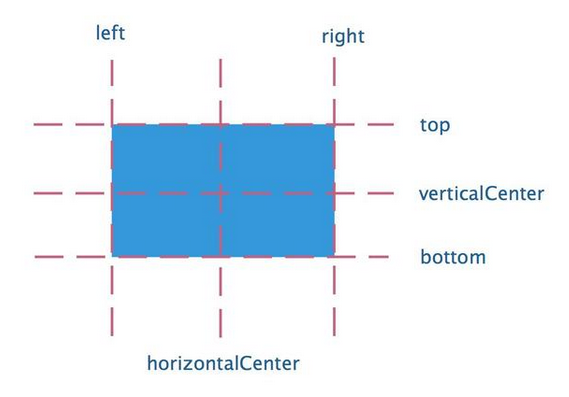 left
right
top
verticalCenter
bottom
horizontalCenter